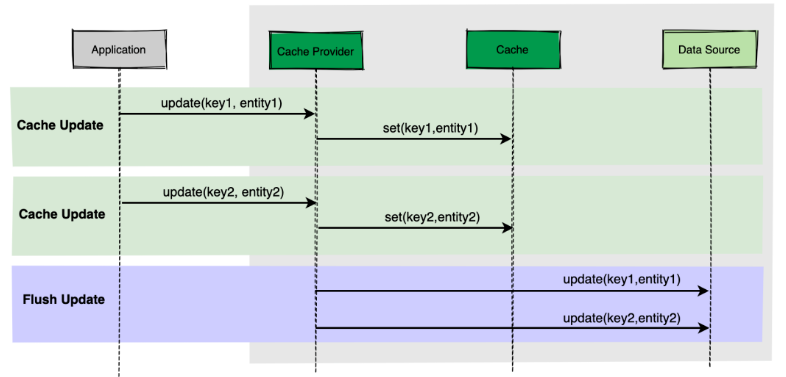 Application
Cache Provider
Cache
Data Source
update(key1, entity1)
Cache Update
set(key1,entity1)
update(key2, entity2)
Cache Update
set(key2,entity2)
update(key1,entity1)
Flush Update
update(key2,entity2)